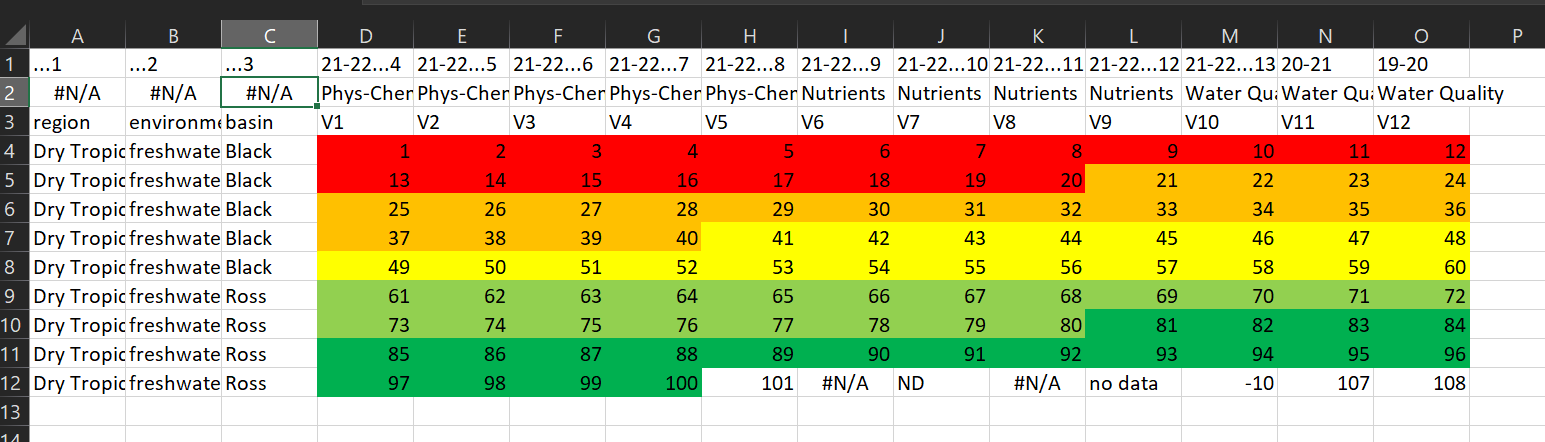 A B C D E F G H I J K L M N O P
1 ...1 ...2 ...3 21-22...4 21-22...5 21-22...6 21-22...7 21-22...8 21-22...9 21-22...10 21-22...11 21-22...12 21-22...13 20-21 19-20
2 #N/A #N/A #N/A Phys-Cher Phys-Cher Phys-Cher Phys-Cher Phys-Cher Nutrients Nutrients Nutrients Nutrients Water Qua Water Qua Water Quality
3 region environme basin V1 V2 V3 V4 V5 V6 V7 V8 V9 V10 V11 V12
4 Dry Tropic freshwate Black 1 2 3 4 5 6 7 8 9 10 11 12
5 Dry Tropic freshwate Black 13 14 15 16 17 18 19 20 21 22 23 24
6 Dry Tropic freshwate Black 25 26 27 28 29 30 31 32 33 34 35 36
7 Dry Tropic freshwate Black 37 38 39 40 41 42 43 44 45 46 47 48
8 Dry Tropic freshwate Black 49 50 51 52 53 54 55 56 57 58 59 60
9 Dry Tropic freshwate Ross 61 62 63 64 65 66 67 68 69 70 71 72
10 Dry Tropic freshwate Ross 73 74 75 76 77 78 79 80 81 82 83 84
11 Dry Tropic freshwate Ross 85 86 87 88 89 90 91 92 93 94 95 96
12 Dry Tropic freshwate Ross 97 98 99 100 101 #N/A ND #N/A no data -10 107 108
13
14